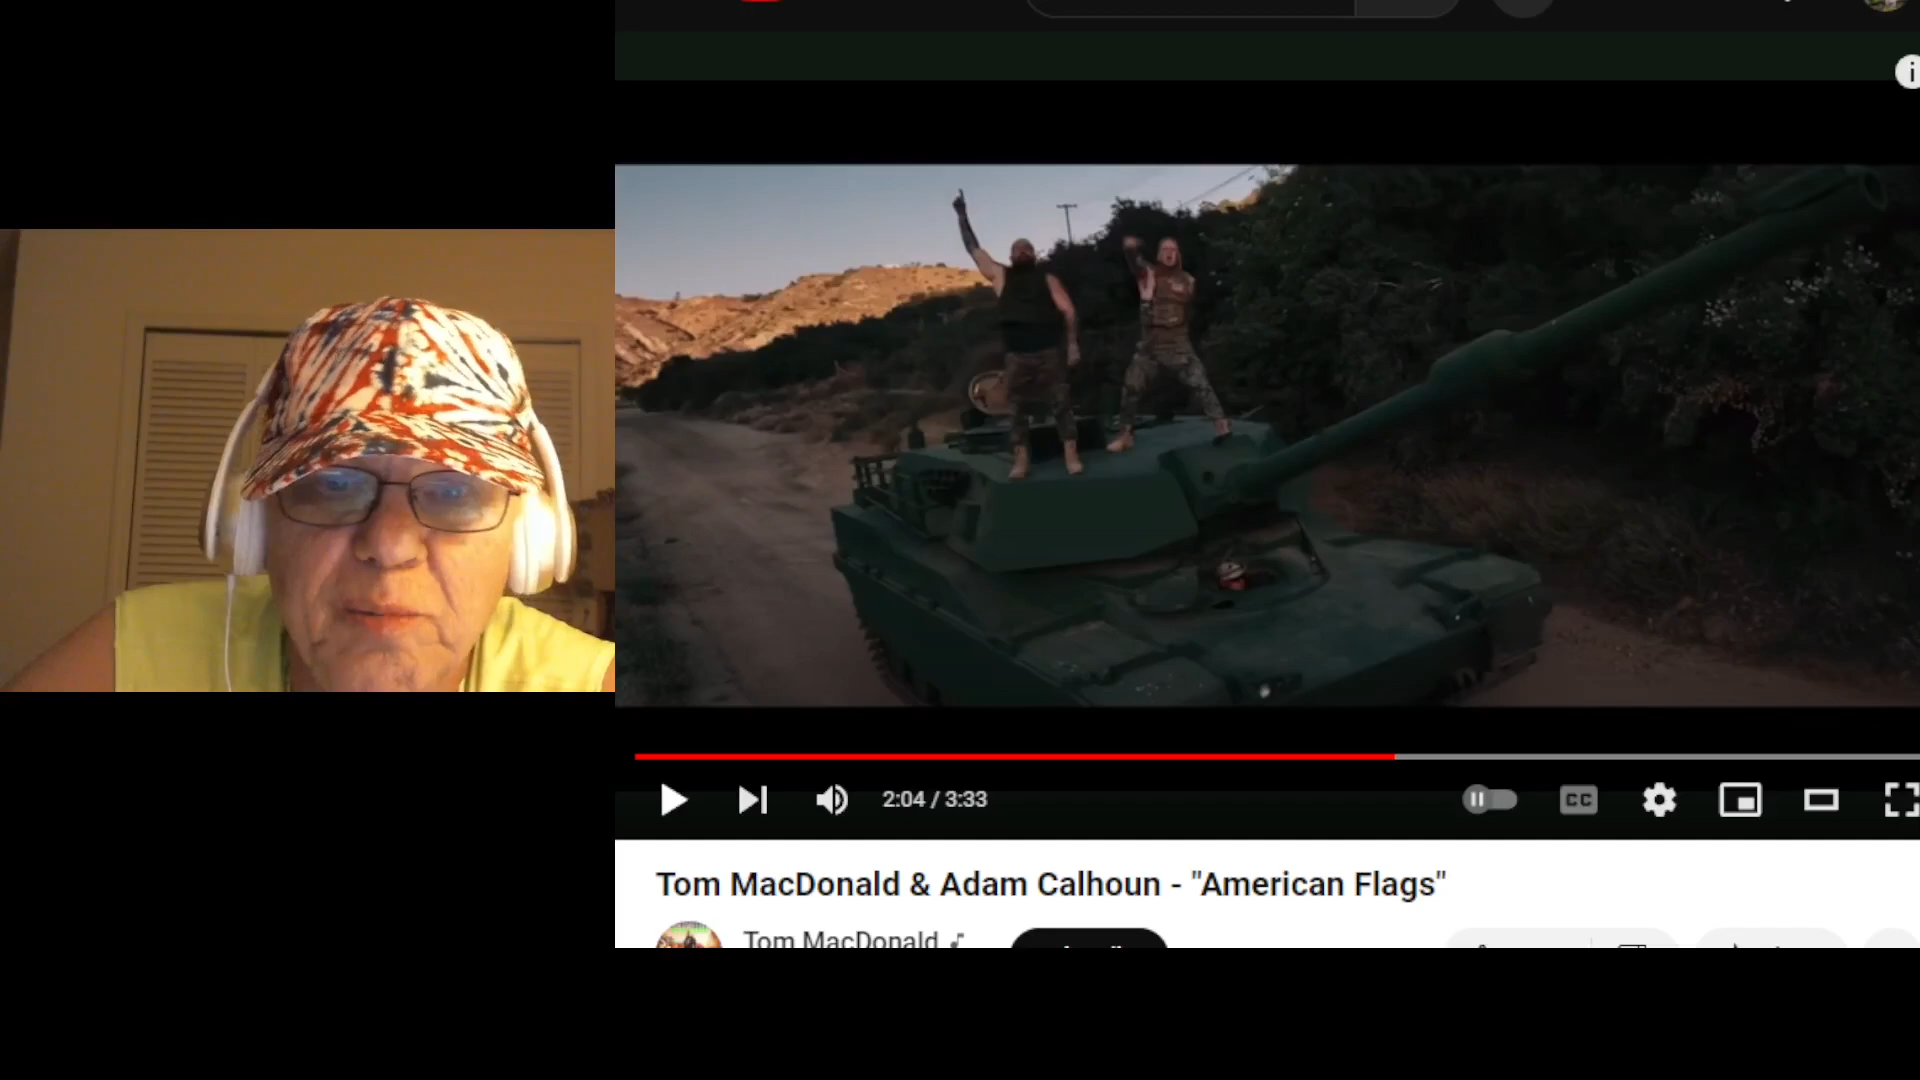 i
2:04 / 3:33
CC
Tom MacDonald & Adam Calhoun - "American Flags"
Tom MacDonald